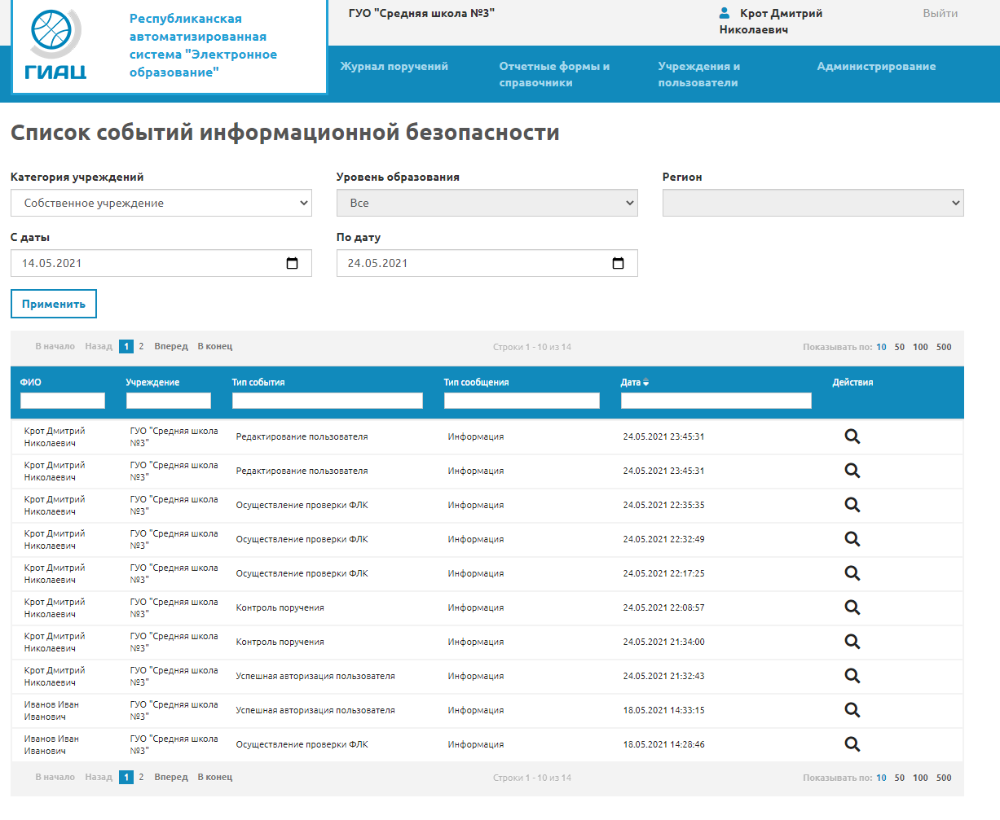 ГИАЦ
Республиканская
автоматизированная
система "Электронное
образование"
ГУО "Средняя школа №3"
Крот Дмитрий
Николаевич
Выйти
Журнал поручений
Отчетные формы и
справочники
Учреждения и
пользователи
Администрирование
Список событий информационной безопасности
Категория учреждений
Уровень образования
Регион
Собственное учреждение
Все
С даты
По дату
14.05.2021
24.05.2021
Применить
В начало Назад 1 2 Вперед В конец
Строки 1 - 10 из 14
Показывать по: 10 50 100 500
ФИО Учреждение Тип события Тип сообщения Дата Действия
Крот Дмитрий
Николаевич
ГУО "Средняя школа
№3"
Редактирование пользователя
Информация
24.05.2021 23:45:31
Крот Дмитрий
Николаевич
ГУО "Средняя школа
№3"
Редактирование пользователя
Информация
24.05.2021 23:45:31
Крот Дмитрий
Николаевич
ГУО "Средняя школа
№3"
Осуществление проверки ФЛК
Информация
24.05.2021 22:35:35
Крот Дмитрий
Николаевич
ГУО "Средняя школа
№3"
Осуществление проверки ФЛК
Информация
24.05.2021 22:32:49
Крот Дмитрий
Николаевич
ГУО "Средняя школа
№3"
Осуществление проверки ФЛК
Информация
24.05.2021 22:17:25
Крот Дмитрий
Николаевич
ГУО "Средняя школа
№3"
Контроль поручения
Информация
24.05.2021 22:08:57
Крот Дмитрий
Николаевич
ГУО "Средняя школа
№3"
Контроль поручения
Информация
24.05.2021 21:34:00
Крот Дмитрий
Николаевич
ГУО "Средняя школа
№3"
Успешная авторизация пользователя
Информация
24.05.2021 21:32:43
Иванов Иван
Иванович
ГУО "Средняя школа
№3"
Успешная авторизация пользователя
Информация
18.05.2021 14:33:15
Иванов Иван
Иванович
ГУО "Средняя школа
№3"
Осуществление проверки ФЛК
Информация
18.05.2021 14:28:46
В начало Назад 1 2 Вперед В конец
Строки 1 - 10 из 14
Показывать по: 10 50 100 500